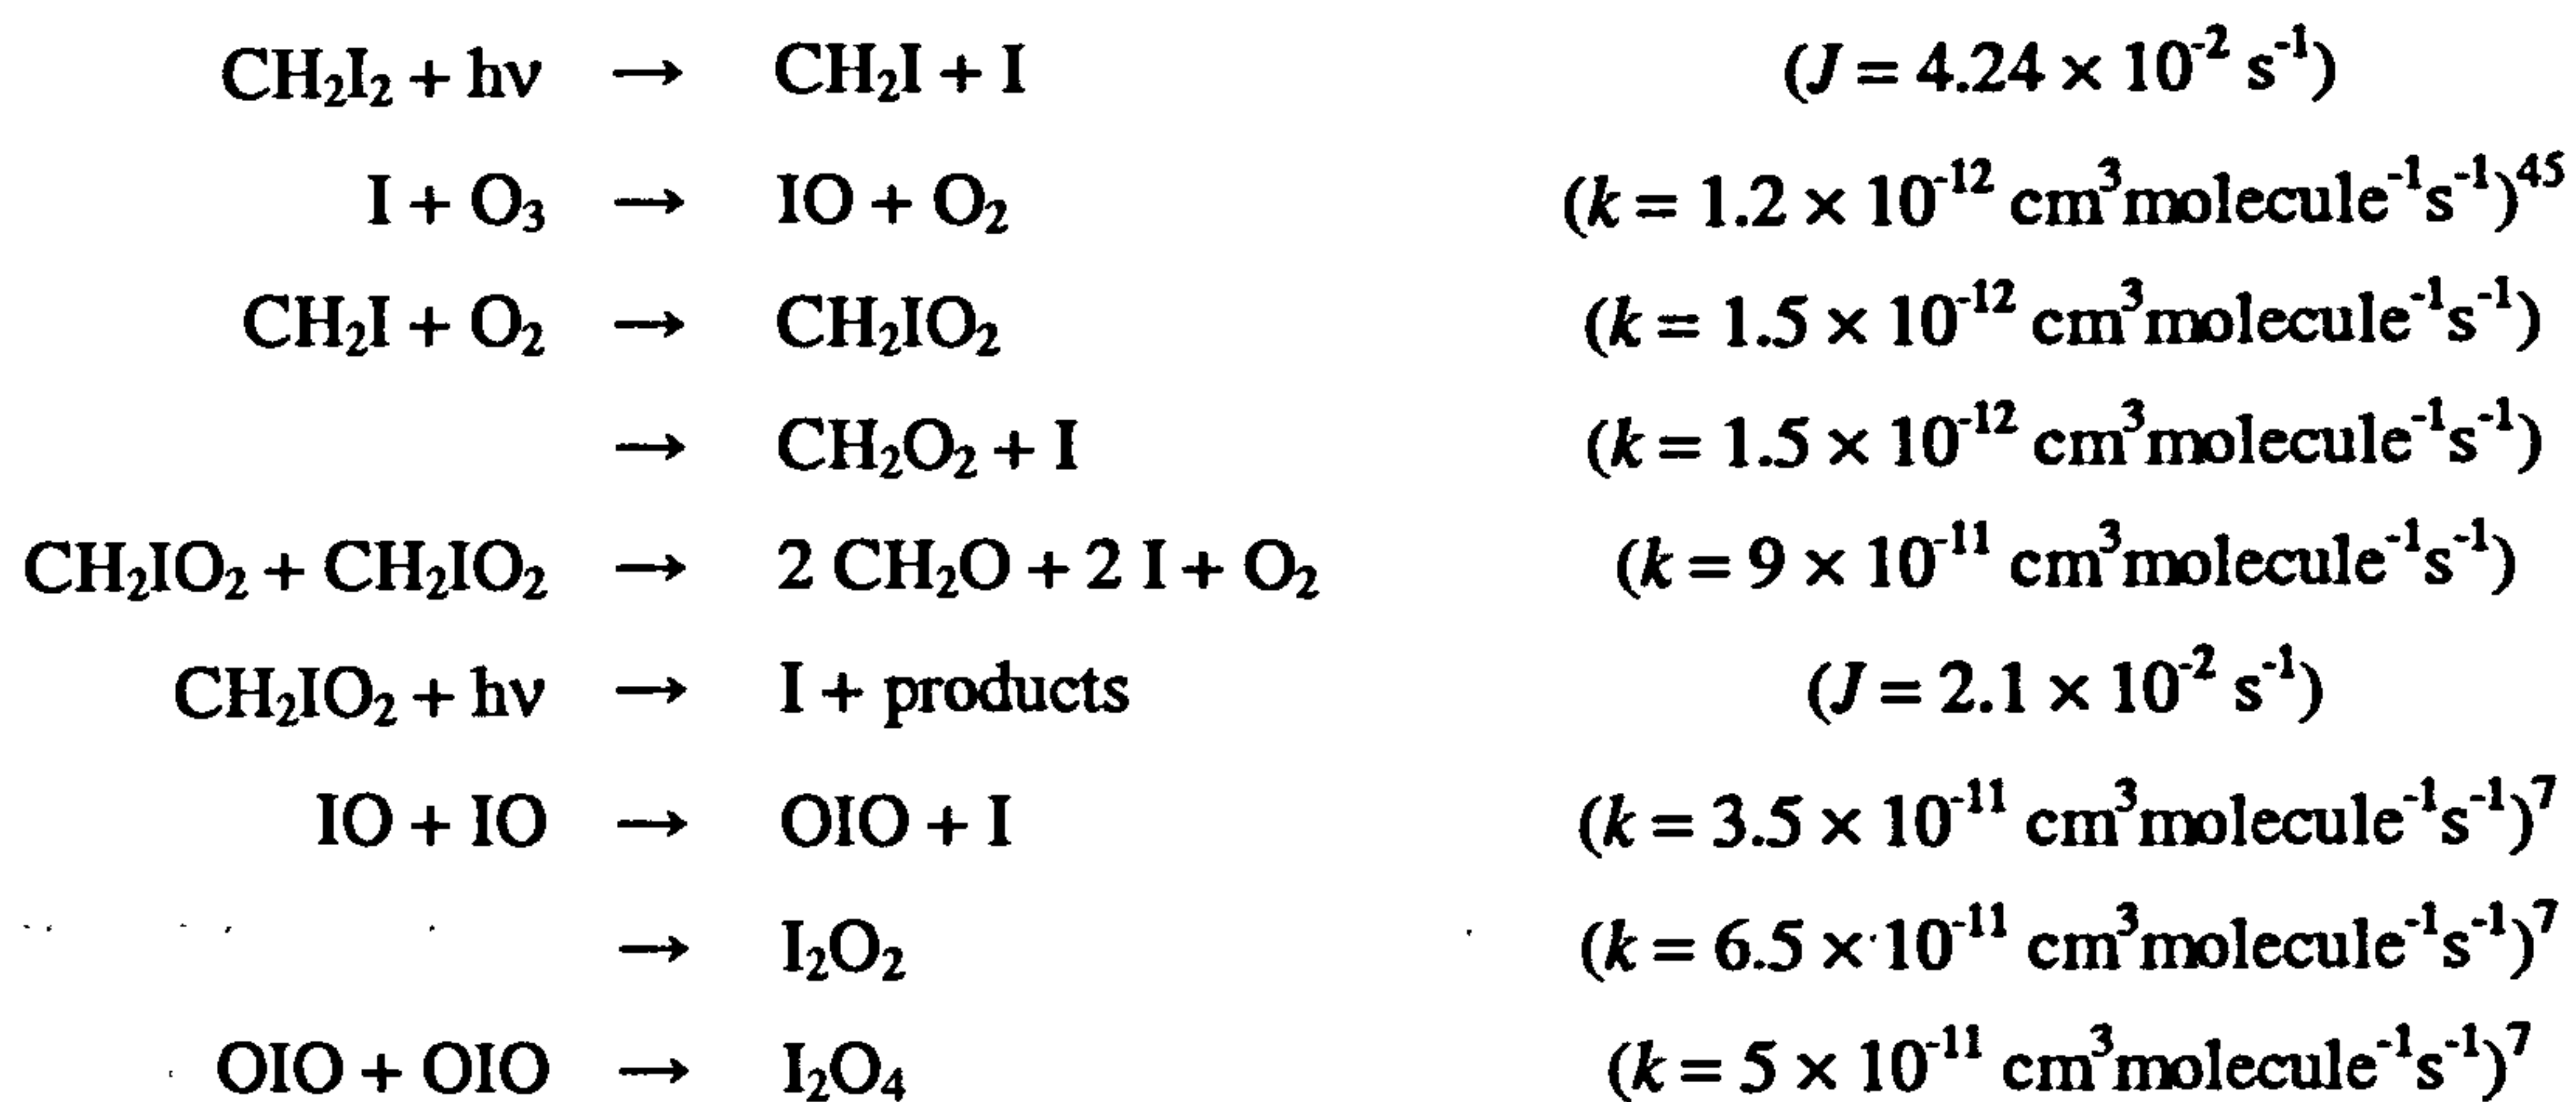 CH₂I₂ + hν → CH₂I + I (J = 4.24 × 10⁻² s⁻¹)
I + O₃ → IO + O₂ (k = 1.2 × 10⁻¹² cm³molecule⁻¹s⁻¹)⁴⁵
CH₂I + O₂ → CH₂IO₂ (k = 1.5 × 10⁻¹² cm³molecule⁻¹s⁻¹)
→ CH₂O₂ + I (k = 1.5 × 10⁻¹² cm³molecule⁻¹s⁻¹)
CH₂IO₂ + CH₂IO₂ → 2 CH₂O + 2 I + O₂ (k = 9 × 10⁻¹¹ cm³molecule⁻¹s⁻¹)
CH₂IO₂ + hν → I + products (J = 2.1 × 10⁻² s⁻¹)
IO + IO → OIO + I (k = 3.5 × 10⁻¹¹ cm³molecule⁻¹s⁻¹)⁷
→ I₂O₂ (k = 6.5 × 10⁻¹¹ cm³molecule⁻¹s⁻¹)⁷
OIO + OIO → I₂O₄ (k = 5 × 10⁻¹¹ cm³molecule⁻¹s⁻¹)⁷